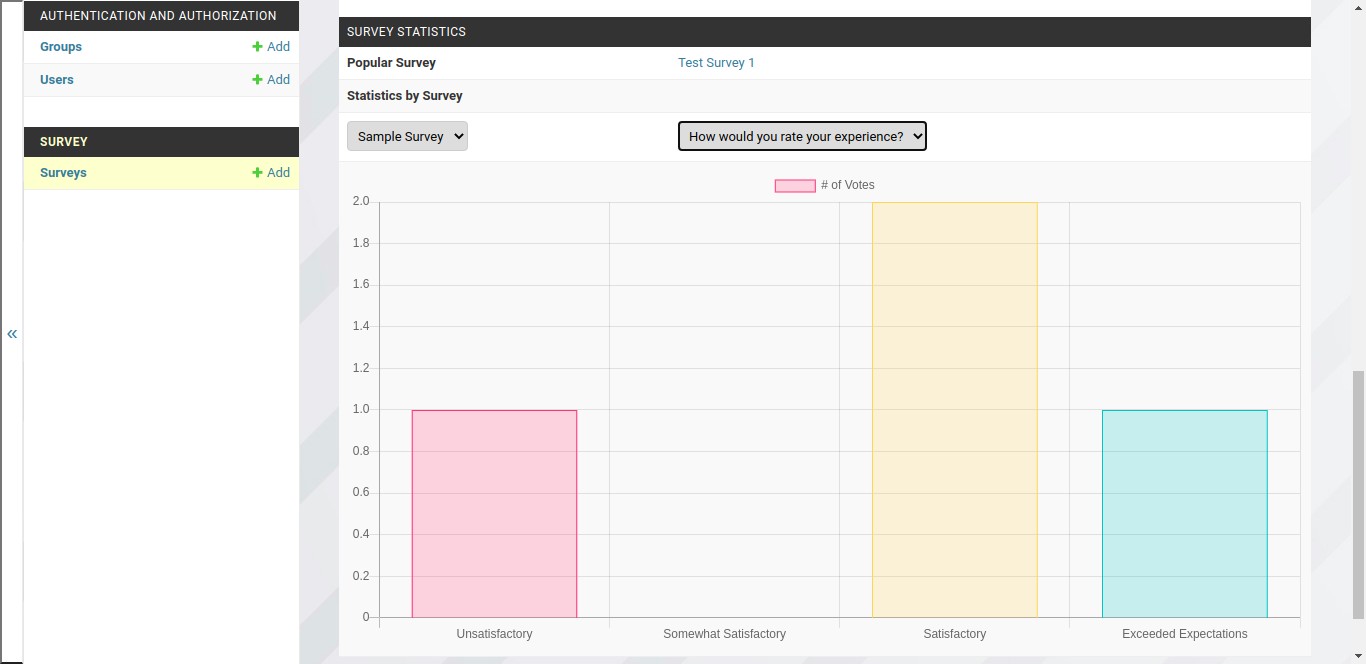 AUTHENTICATION AND AUTHORIZATION
Groups
Add
Users
Add
SURVEY
Surveys
Add
«
SURVEY STATISTICS
Popular Survey
Test Survey 1
Statistics by Survey
Sample Survey
How would you rate your experience?
# of Votes
2.0
1.8
1.6
1.4
1.2
1.0
0.8
0.6
0.4
0.2
0
Unsatisfactory
Somewhat Satisfactory
Satisfactory
Exceeded Expectations